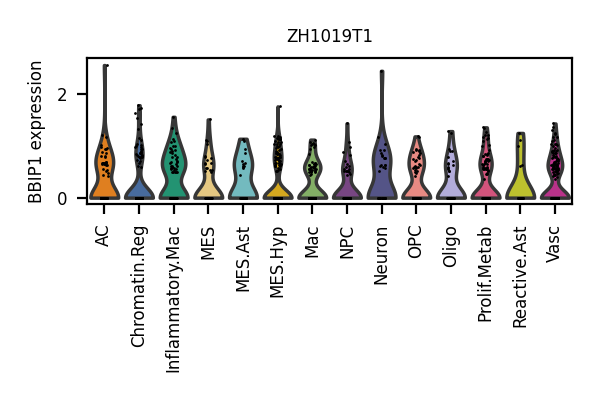 ZH1019T1
BBIP1 expression
2
0
AC
Chromatin.Reg
Inflammatory.Mac
MES
MES.Ast
MES.Hyp
Mac
NPC
Neuron
OPC
Oligo
Prolif.Metab
Reactive.Ast
Vasc